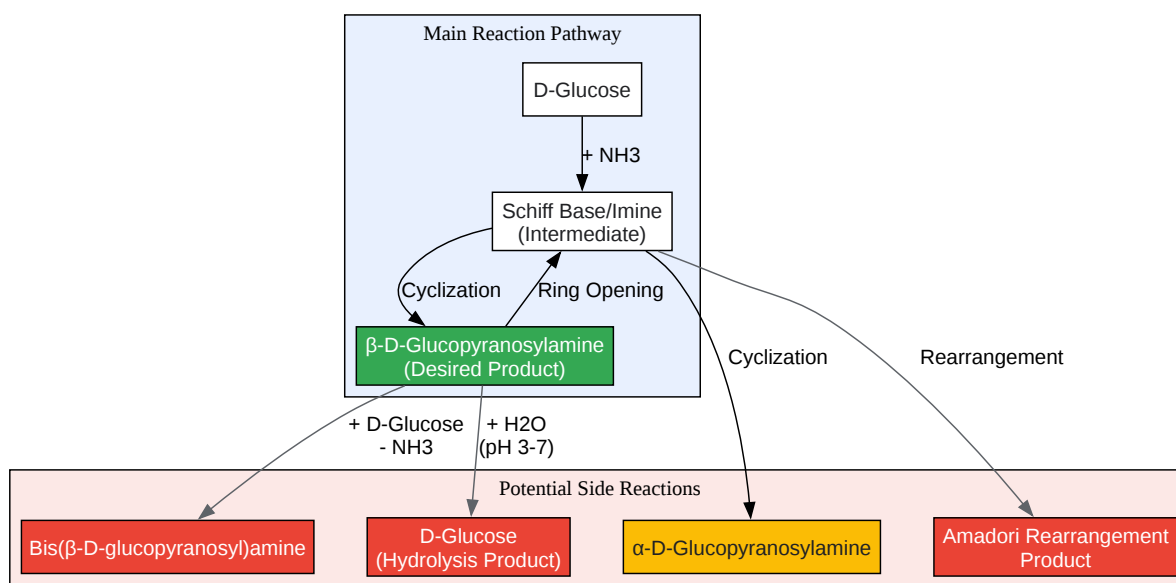 Main Reaction Pathway
D-Glucose
+ NH3
Schiff Base/Imine
(Intermediate)
Cyclization
Ring Opening
β-D-Glucopyranosylamine
(Desired Product)
Cyclization
Rearrangement
+ D-Glucose
- NH3
+ H2O
(pH 3-7)
Potential Side Reactions
Bis(β-D-glucopyranosyl)amine
D-Glucose
(Hydrolysis Product)
α-D-Glucopyranosylamine
Amadori Rearrangement
Product